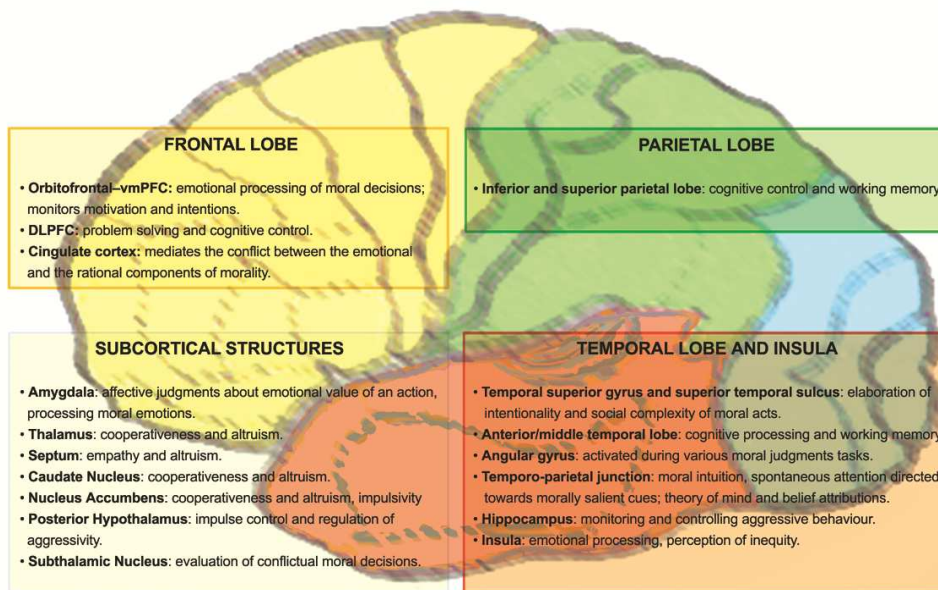 FRONTAL LOBE
• Orbitofrontal–vmPFC: emotional processing of moral decisions;
monitors motivation and intentions.
• DLPFC: problem solving and cognitive control.
• Cingulate cortex: mediates the conflict between the emotional
and the rational components of morality.
PARIETAL LOBE
• Inferior and superior parietal lobe: cognitive control and working memory
SUBCORTICAL STRUCTURES
• Amygdala: affective judgments about emotional value of an action,
processing moral emotions.
• Thalamus: cooperativeness and altruism.
• Septum: empathy and altruism.
• Caudate Nucleus: cooperativeness and altruism.
• Nucleus Accumbens: cooperativeness and altruism, impulsivity
• Posterior Hypothalamus: impulse control and regulation of
aggressivity.
• Subthalamic Nucleus: evaluation of conflictual moral decisions.
TEMPORAL LOBE AND INSULA
• Temporal superior gyrus and superior temporal sulcus: elaboration of
intentionality and social complexity of moral acts.
• Anterior/middle temporal lobe: cognitive processing and working memory
• Angular gyrus: activated during various moral judgments tasks.
• Temporo-parietal junction: moral intuition, spontaneous attention directed
towards morally salient cues; theory of mind and belief attributions.
• Hippocampus: monitoring and controlling aggressive behaviour.
• Insula: emotional processing, perception of inequity.